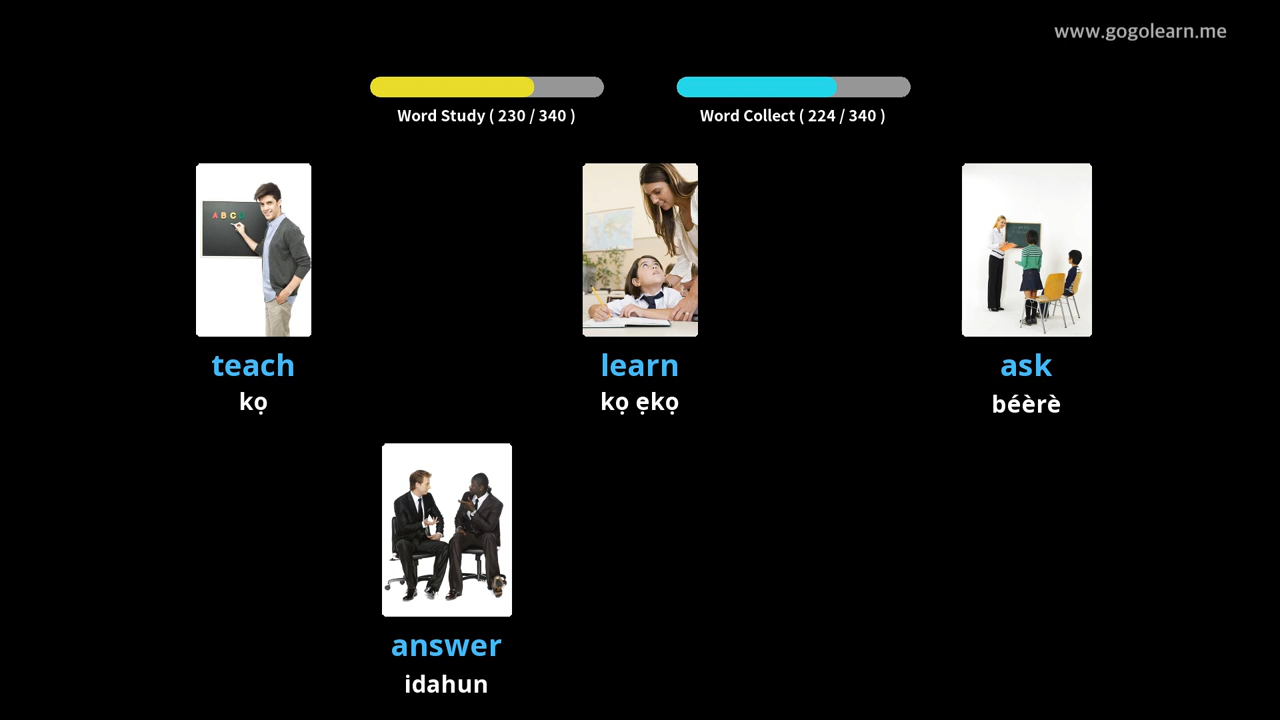 www.gogolearn.me
Word Study ( 230 / 340 )
Word Collect ( 224 / 340 )
A B C D
teach
kọ
learn
kọ ẹkọ
ask
béèrè
answer
idahun